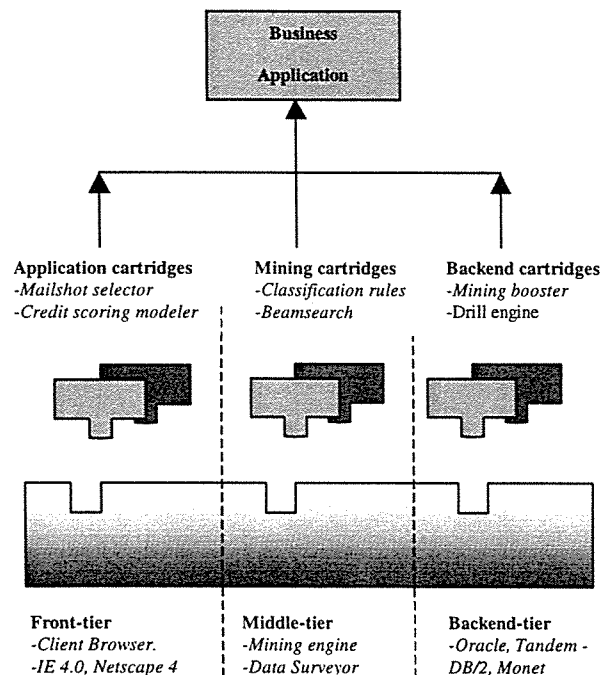 Business
Application
Application cartridges
-Mailshot selector
-Credit scoring modeler
Mining cartridges
-Classification rules
-Beamsearch
Backend cartridges
-Mining booster
-Drill engine
Front-tier
-Client Browser.
-IE 4.0, Netscape 4
Middle-tier
-Mining engine
-Data Surveyor
Backend-tier
-Oracle, Tandem -
DB/2, Monet